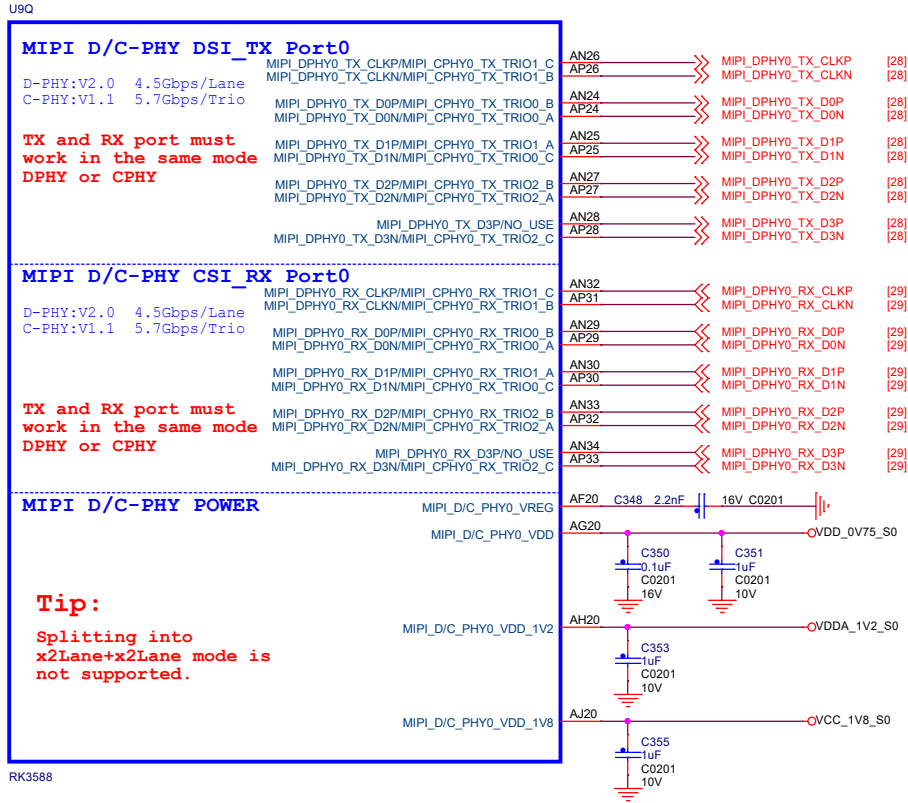 U9Q
MIPI D/C-PHY DSI_TX Port0
D-PHY:V2.0 4.5Gbps/Lane
C-PHY:V1.1 5.7Gbps/Trio
TX and RX port must
work in the same mode
DPHY or CPHY
MIPI_DPHY0_TX_CLKP/MIPI_CPHY0_TX_TRIO1_C AN26 MIPI_DPHY0_TX_CLKP [28]
MIPI_DPHY0_TX_CLKN/MIPI_CPHY0_TX_TRIO1_B AP26 MIPI_DPHY0_TX_CLKN [28]
MIPI_DPHY0_TX_D0P/MIPI_CPHY0_TX_TRIO0_B AN24 MIPI_DPHY0_TX_D0P [28]
MIPI_DPHY0_TX_D0N/MIPI_CPHY0_TX_TRIO0_A AP24 MIPI_DPHY0_TX_D0N [28]
MIPI_DPHY0_TX_D1P/MIPI_CPHY0_TX_TRIO1_A AN25 MIPI_DPHY0_TX_D1P [28]
MIPI_DPHY0_TX_D1N/MIPI_CPHY0_TX_TRIO0_C AP25 MIPI_DPHY0_TX_D1N [28]
MIPI_DPHY0_TX_D2P/MIPI_CPHY0_TX_TRIO2_B AN27 MIPI_DPHY0_TX_D2P [28]
MIPI_DPHY0_TX_D2N/MIPI_CPHY0_TX_TRIO2_A AP27 MIPI_DPHY0_TX_D2N [28]
MIPI_DPHY0_TX_D3P/NO_USE AN28 MIPI_DPHY0_TX_D3P [28]
MIPI_DPHY0_TX_D3N/MIPI_CPHY0_TX_TRIO2_C AP28 MIPI_DPHY0_TX_D3N [28]
MIPI D/C-PHY CSI_RX Port0
D-PHY:V2.0 4.5Gbps/Lane
C-PHY:V1.1 5.7Gbps/Trio
TX and RX port must
work in the same mode
DPHY or CPHY
MIPI_DPHY0_RX_CLKP/MIPI_CPHY0_RX_TRIO1_C AN32 MIPI_DPHY0_RX_CLKP [29]
MIPI_DPHY0_RX_CLKN/MIPI_CPHY0_RX_TRIO1_B AP31 MIPI_DPHY0_RX_CLKN [29]
MIPI_DPHY0_RX_D0P/MIPI_CPHY0_RX_TRIO0_B AN29 MIPI_DPHY0_RX_D0P [29]
MIPI_DPHY0_RX_D0N/MIPI_CPHY0_RX_TRIO0_A AP29 MIPI_DPHY0_RX_D0N [29]
MIPI_DPHY0_RX_D1P/MIPI_CPHY0_RX_TRIO1_A AN30 MIPI_DPHY0_RX_D1P [29]
MIPI_DPHY0_RX_D1N/MIPI_CPHY0_RX_TRIO0_C AP30 MIPI_DPHY0_RX_D1N [29]
MIPI_DPHY0_RX_D2P/MIPI_CPHY0_RX_TRIO2_B AN33 MIPI_DPHY0_RX_D2P [29]
MIPI_DPHY0_RX_D2N/MIPI_CPHY0_RX_TRIO2_A AP32 MIPI_DPHY0_RX_D2N [29]
MIPI_DPHY0_RX_D3P/NO_USE AN34 MIPI_DPHY0_RX_D3P [29]
MIPI_DPHY0_RX_D3N/MIPI_CPHY0_RX_TRIO2_C AP33 MIPI_DPHY0_RX_D3N [29]
MIPI D/C-PHY POWER
MIPI_D/C_PHY0_VREG AF20 C348 2.2nF 16V C0201
MIPI_D/C_PHY0_VDD AG20 VDD_0V75_S0
C350 C351
0.1uF 1uF
C0201 C0201
16V 10V
Tip:
Splitting into
x2Lane+x2Lane mode is
not supported.
MIPI_D/C_PHY0_VDD_1V2 AH20 VDDA_1V2_S0
C353
1uF
C0201
10V
MIPI_D/C_PHY0_VDD_1V8 AJ20 VCC_1V8_S0
C355
1uF
C0201
10V
RK3588